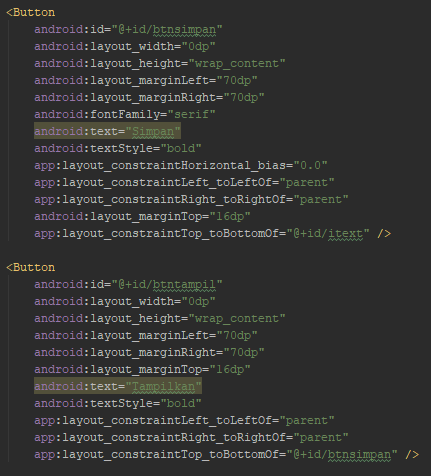 <Button
android:id="@+id/btnsimpan"
android:layout_width="0dp"
android:layout_height="wrap_content"
android:layout_marginLeft="70dp"
android:layout_marginRight="70dp"
android:fontFamily="serif"
android:text="Simpan"
android:textStyle="bold"
app:layout_constraintHorizontal_bias="0.0"
app:layout_constraintLeft_toLeftOf="parent"
app:layout_constraintRight_toRightOf="parent"
android:layout_marginTop="16dp"
app:layout_constraintTop_toBottomOf="@+id/itext" />
<Button
android:id="@+id/btntampil"
android:layout_width="0dp"
android:layout_height="wrap_content"
android:layout_marginLeft="70dp"
android:layout_marginRight="70dp"
android:layout_marginTop="16dp"
android:text="Tampilkan"
android:textStyle="bold"
app:layout_constraintLeft_toLeftOf="parent"
app:layout_constraintRight_toRightOf="parent"
app:layout_constraintTop_toBottomOf="@+id/btnsimpan" />